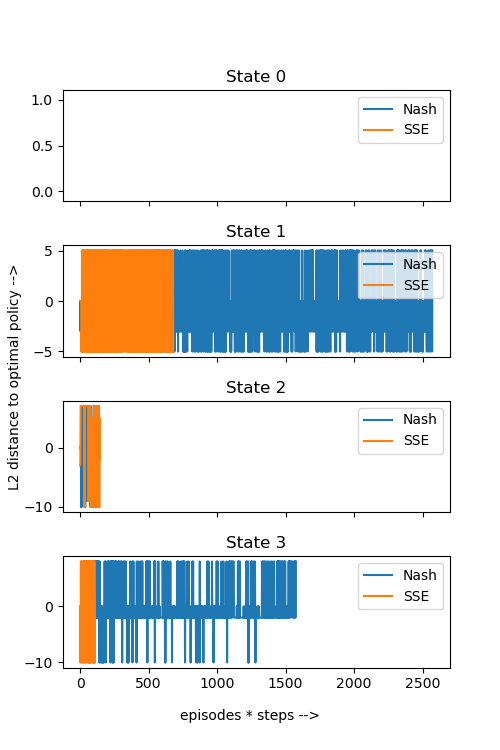 State 0
1.0
0.5
0.0
Nash
SSE
State 1
5
0
−5
Nash
SSE
L2 distance to optimal policy -->
State 2
0
−10
Nash
SSE
State 3
0
−10
Nash
SSE
0 500 1000 1500 2000 2500
episodes * steps -->